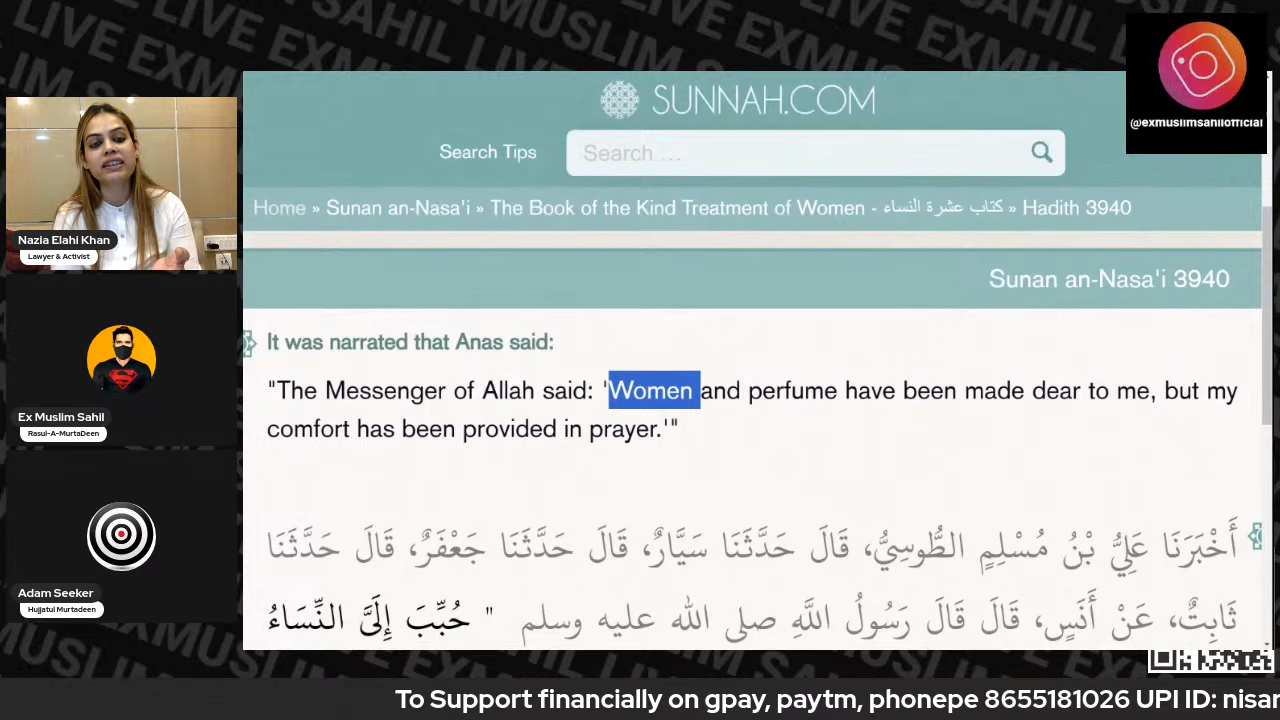 SUNNAH.COM
@exmuslimsahilofficial
Search Tips
Search ...
Home » Sunan an-Nasa'i » The Book of the Kind Treatment of Women - كتاب عشرة النساء » Hadith 3940
Sunan an-Nasa'i 3940
It was narrated that Anas said:
"The Messenger of Allah said: 'Women and perfume have been made dear to me, but my
comfort has been provided in prayer.'"
أَخْبَرَنَا عَلِيُّ بْنُ مُسْلِمٍ الطُّوسِيُّ، قَالَ حَدَّثَنَا سَيَّارٌ، قَالَ حَدَّثَنَا جَعْفَرٌ، قَالَ حَدَّثَنَا
ثَابِتٌ، عَنْ أَنَسٍ، قَالَ قَالَ رَسُولُ اللَّهِ صلى الله عليه وسلم " حُبِّبَ إِلَىَّ النِّسَاءُ
Nazia Elahi Khan
Lawyer & Activist
Ex Muslim Sahil
Rasul-A-MurtaDeen
Adam Seeker
Hujjatul Murtadeen
To Support financially on gpay, paytm, phonepe 8655181026 UPI ID: nisar